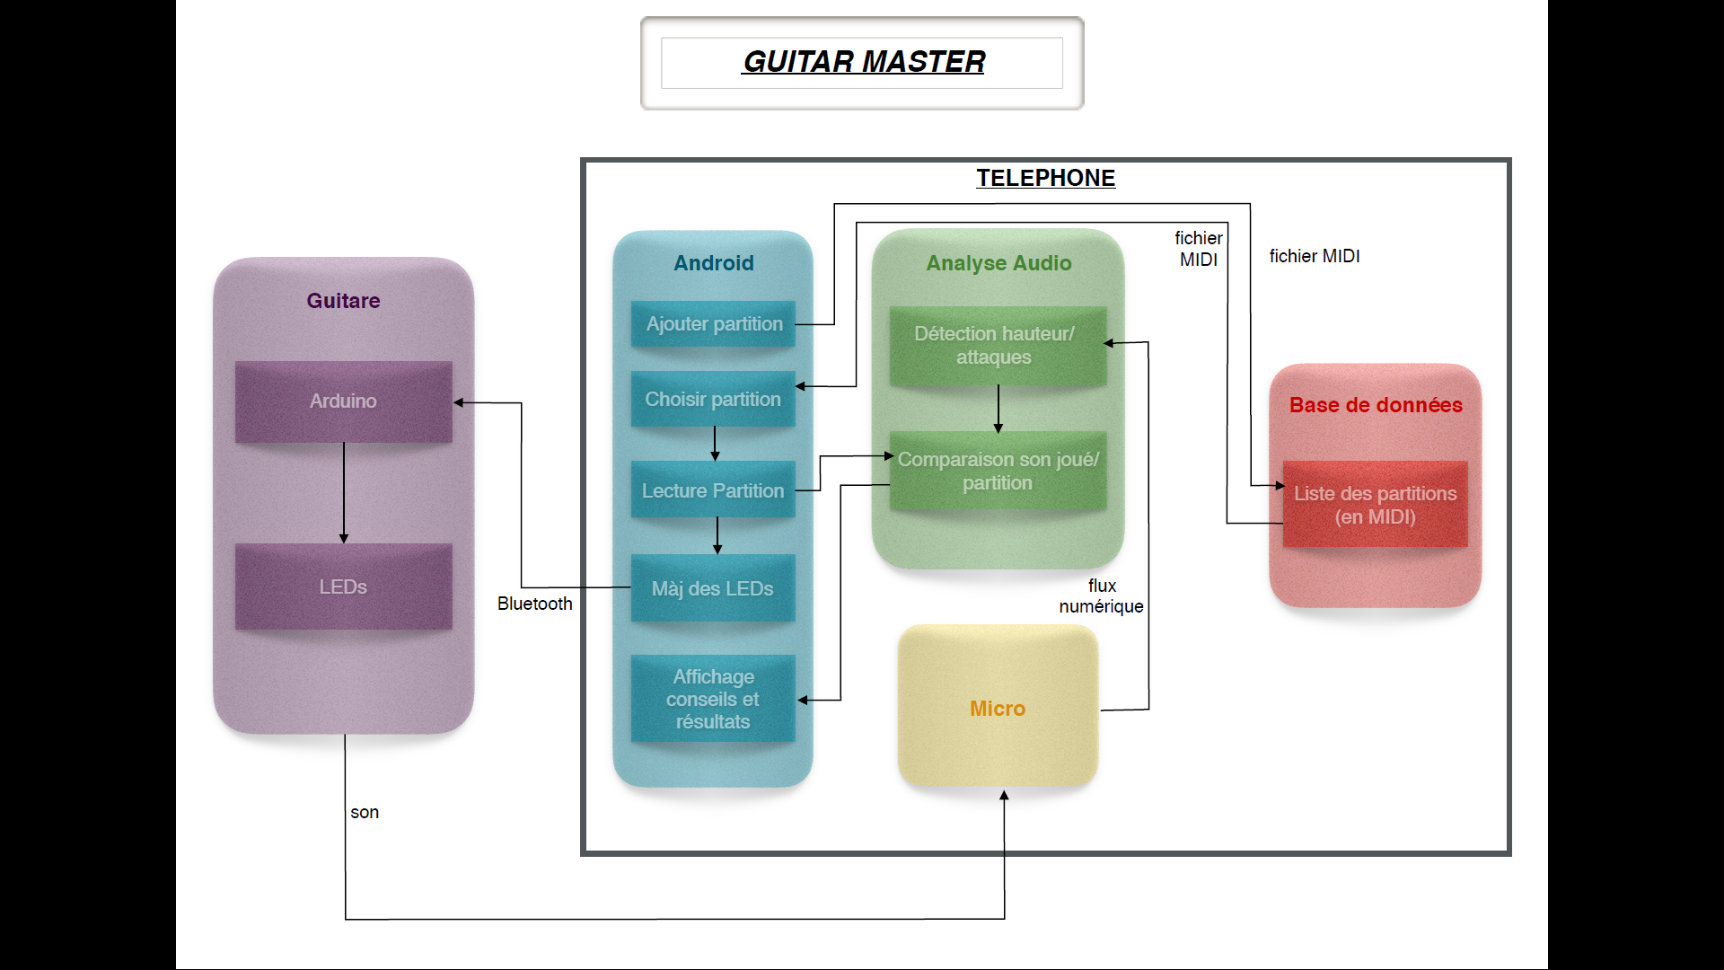 GUITAR MASTER
TELEPHONE
Guitare
Arduino
LEDs
Bluetooth
son
Android
Ajouter partition
Choisir partition
Lecture Partition
Màj des LEDs
Affichage
conseils et
résultats
Analyse Audio
Détection hauteur/
attaques
Comparaison son joué/
partition
flux
numérique
Micro
fichier
MIDI
fichier MIDI
Base de données
Liste des partitions
(en MIDI)